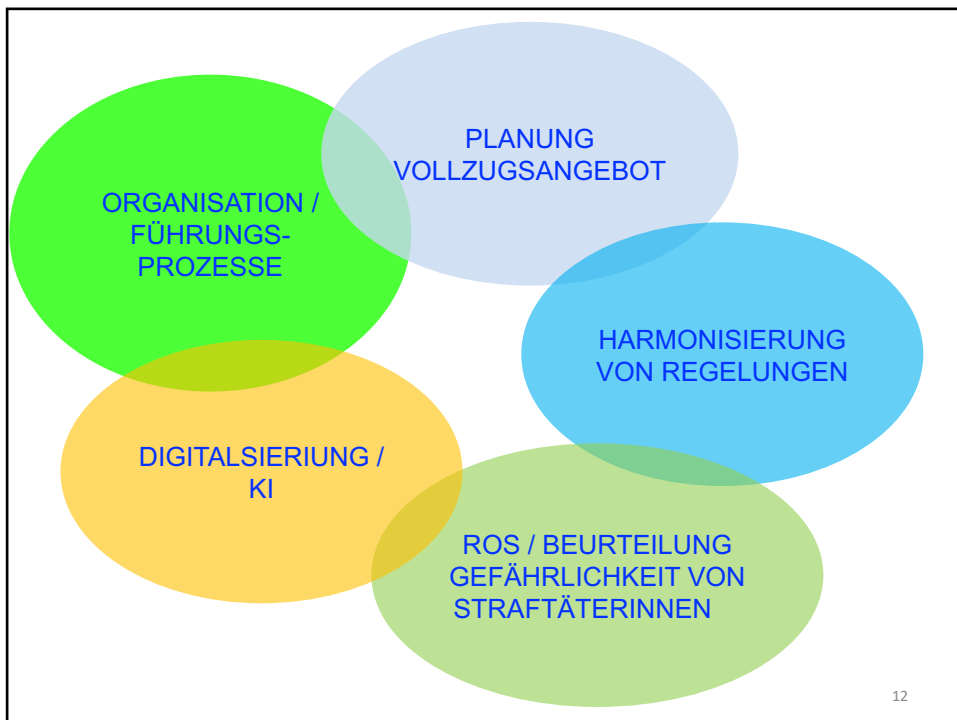 PLANUNG
VOLLZUGSANGEBOT
ORGANISATION /
FÜHRUNGS-
PROZESSE
HARMONISIERUNG
VON REGELUNGEN
DIGITALSIERIUNG /
KI
ROS / BEURTEILUNG
GEFÄHRLICHKEIT VON
STRAFTÄTERINNEN
12